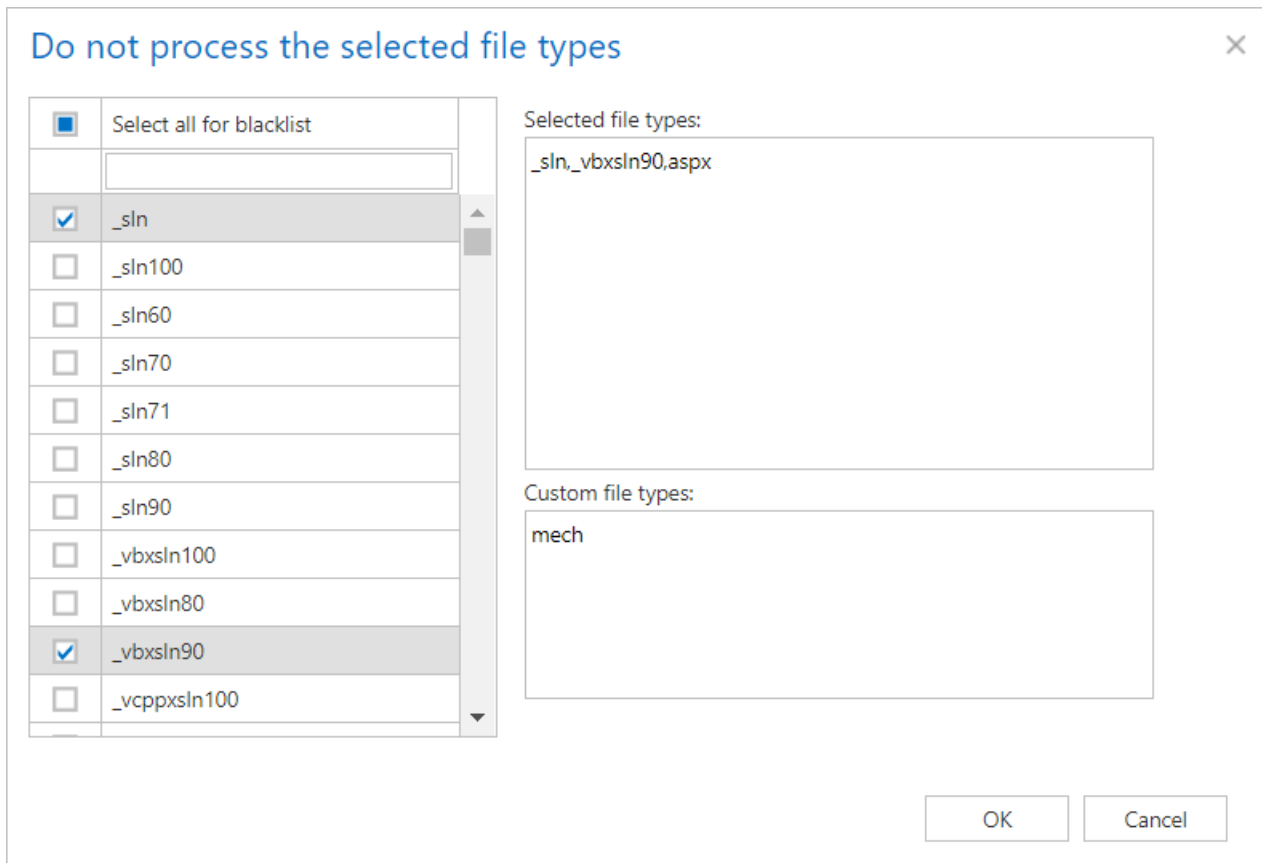 Do not process the selected file types
Select all for blacklist
_sln
_sln100
_sln60
_sln70
_sln71
_sln80
_sln90
_vbxsln100
_vbxsln80
_vbxsln90
_vcppxsln100
Selected file types:
_sln,_vbxsln90,aspx
Custom file types:
mech
OK
Cancel